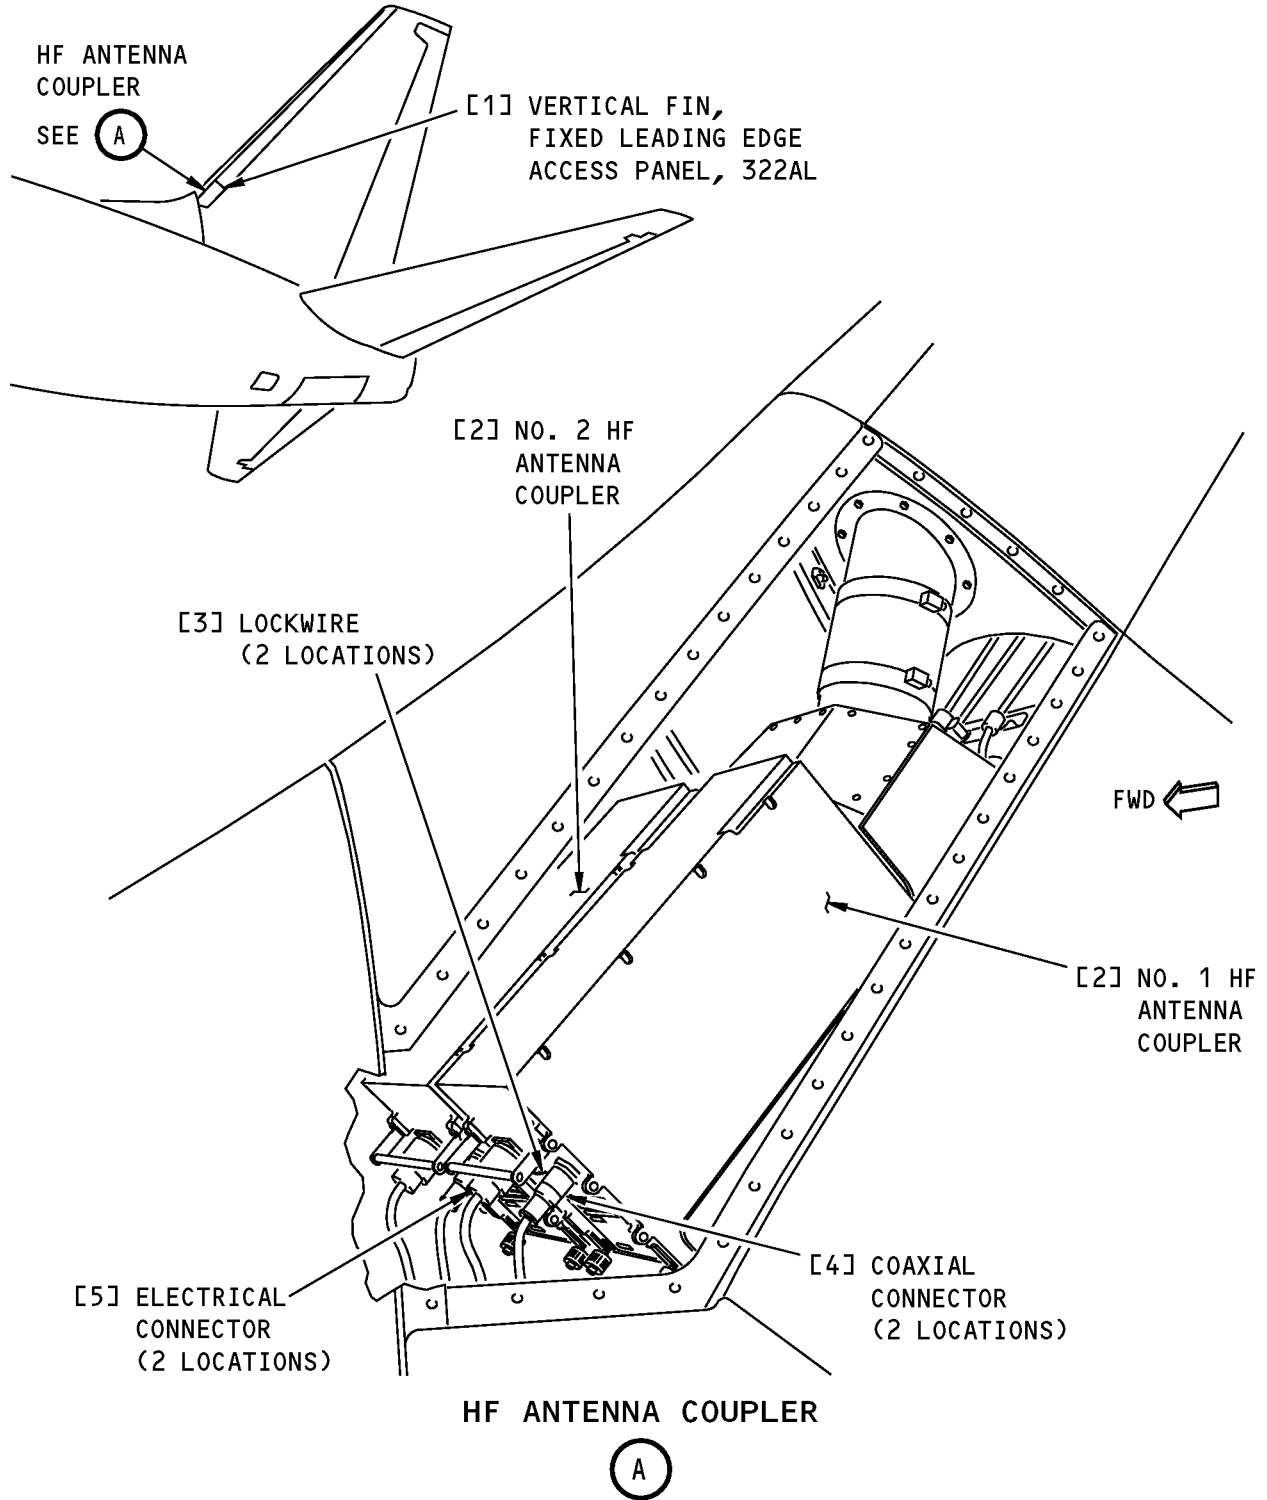 HF ANTENNA
COUPLER
SEE A
[1] VERTICAL FIN,
FIXED LEADING EDGE
ACCESS PANEL, 322AL
[2] NO. 2 HF
ANTENNA
COUPLER
[3] LOCKWIRE
(2 LOCATIONS)
FWD
[2] NO. 1 HF
ANTENNA
COUPLER
[4] COAXIAL
CONNECTOR
(2 LOCATIONS)
[5] ELECTRICAL
CONNECTOR
(2 LOCATIONS)
HF ANTENNA COUPLER
A